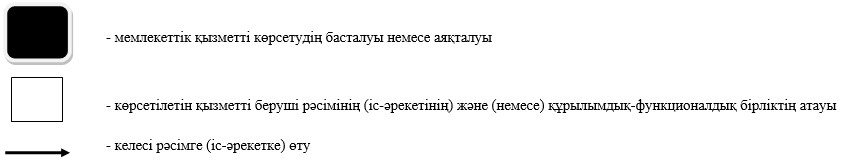 - мемлекеттік қызметті көрсетудің басталуы немесе аяқталуы
- көрсетілетін қызметті беруші рәсімінің (іс-әрекетінің) және (немесе) құрылымдық-функционалдық бірліктің атауы
- келесі рәсімге (іс-әрекетке) өту